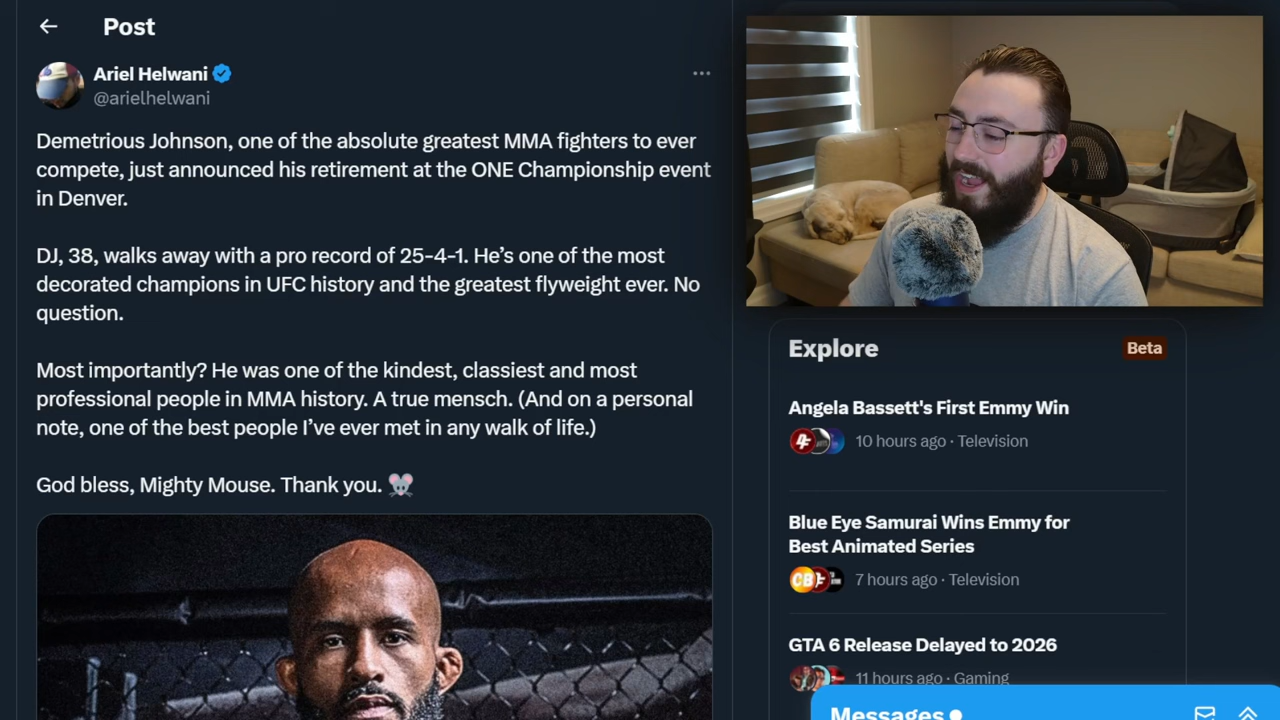 Post
Ariel Helwani
@arielhelwani
Demetrious Johnson, one of the absolute greatest MMA fighters to ever
compete, just announced his retirement at the ONE Championship event
in Denver.
DJ, 38, walks away with a pro record of 25-4-1. He’s one of the most
decorated champions in UFC history and the greatest flyweight ever. No
question.
Most importantly? He was one of the kindest, classiest and most
professional people in MMA history. A true mensch. (And on a personal
note, one of the best people I’ve ever met in any walk of life.)
God bless, Mighty Mouse. Thank you. 🐭
Explore
Beta
Angela Bassett's First Emmy Win
10 hours ago · Television
Blue Eye Samurai Wins Emmy for
Best Animated Series
CB
7 hours ago · Television
GTA 6 Release Delayed to 2026
11 hours ago · Gaming
Messages